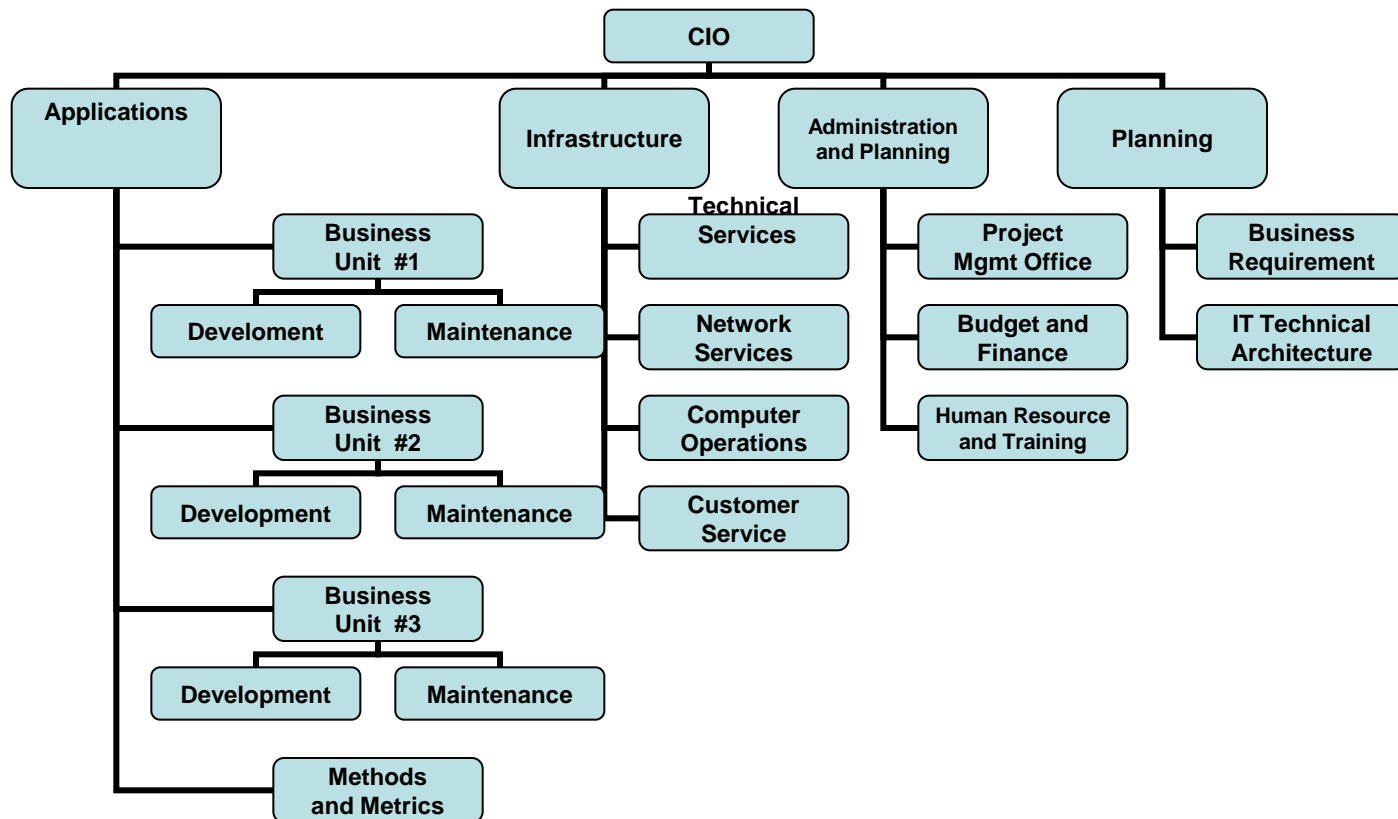 CIO
Applications
Infrastructure
Administration
and Planning
Planning
Business
Unit #1
Develoment
Maintenance
Business
Unit #2
Development
Maintenance
Business
Unit #3
Development
Maintenance
Methods
and Metrics
Technical
Services
Network
Services
Computer
Operations
Customer
Service
Project
Mgmt Office
Budget and
Finance
Human Resource
and Training
Business
Requirement
IT Technical
Architecture